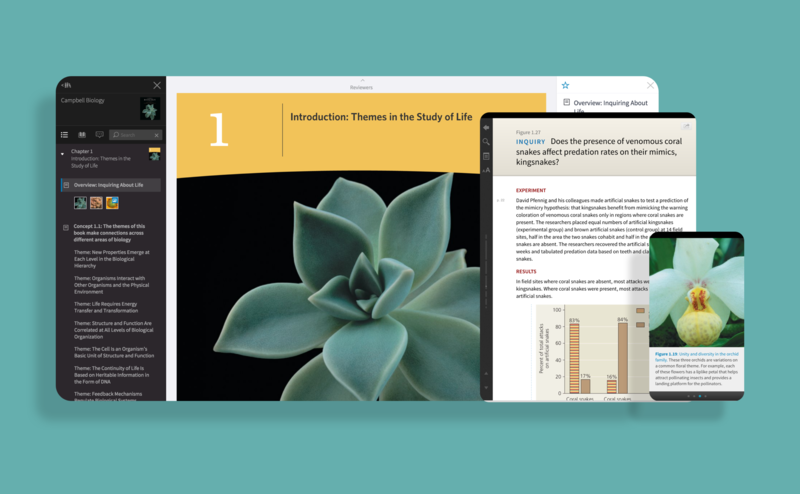 Campbell Biology
Search
Chapter 1
Introduction: Themes in the
Study of Life
Overview: Inquiring About Life
Concept 1.1: The themes of this
book make connections across
different areas of biology
Theme: New Properties Emerge at
Each Level in the Biological
Hierarchy
Theme: Organisms Interact with
Other Organisms and the Physical
Environment
Theme: Life Requires Energy
Transfer and Transformation
Theme: Structure and Function Are
Correlated at All Levels of Biological
Organization
Theme: The Cell Is an Organism's
Basic Unit of Structure and Function
Theme: The Continuity of Life Is
Based on Heritable Information in
the Form of DNA
Theme: Feedback Mechanisms
Regulate Biological Systems
Reviewers
1
Introduction: Themes in the Study of Life
Overview: Inquiring About
Life
Figure 1.27
INQUIRY Does the presence of venomous coral
snakes affect predation rates on their mimics,
kingsnakes?
A
EXPERIMENT
David Pfennig and his colleagues made artificial snakes to test a prediction of
the mimicry hypothesis: that kingsnakes benefit from mimicking the warning
coloration of venomous coral snakes only in regions where coral snakes are
present. The researchers placed equal numbers of artificial kingsnakes
(experimental group) and brown artificial snakes (control group) at 14 field
sites, half in the area the two snakes cohabit and half in the
snakes are absent. The researchers recovered the artificial
weeks and tabulated predation data based on teeth and
snakes.
RESULTS
In field sites where coral snakes are absent, most attacks
kingsnakes. Where coral snakes were present, most attacks
artificial snakes.
Percent of total attacks
on artificial snakes
100
80
60
40
20
0
83%
17%
16%
84%
Coral snakes
Coral snakes
Figure 1.19 Unity and diversity in the orchid
family. These three orchids are variations on
a common floral theme. For example, each
of these flowers has a liplike petal that helps
attract pollinating insects and provides a
landing platform for the pollinators.